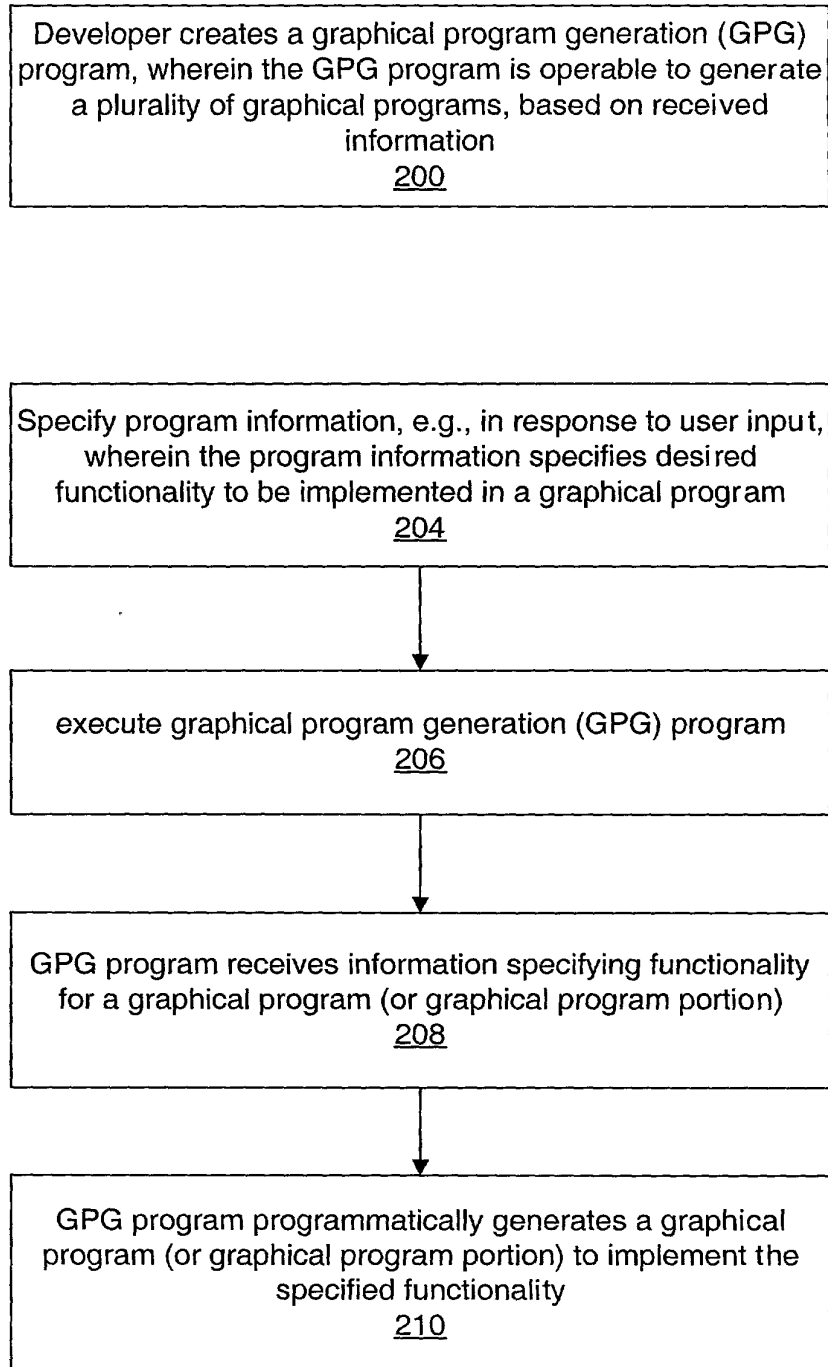 Developer creates a graphical program generation (GPG)
program, wherein the GPG program is operable to generate
a plurality of graphical programs, based on received
information
200
Specify program information, e.g., in response to user input,
wherein the program information specifies desired
functionality to be implemented in a graphical program
204
execute graphical program generation (GPG) program
206
GPG program receives information specifying functionality
for a graphical program (or graphical program portion)
208
GPG program programmatically generates a graphical
program (or graphical program portion) to implement the
specified functionality
210